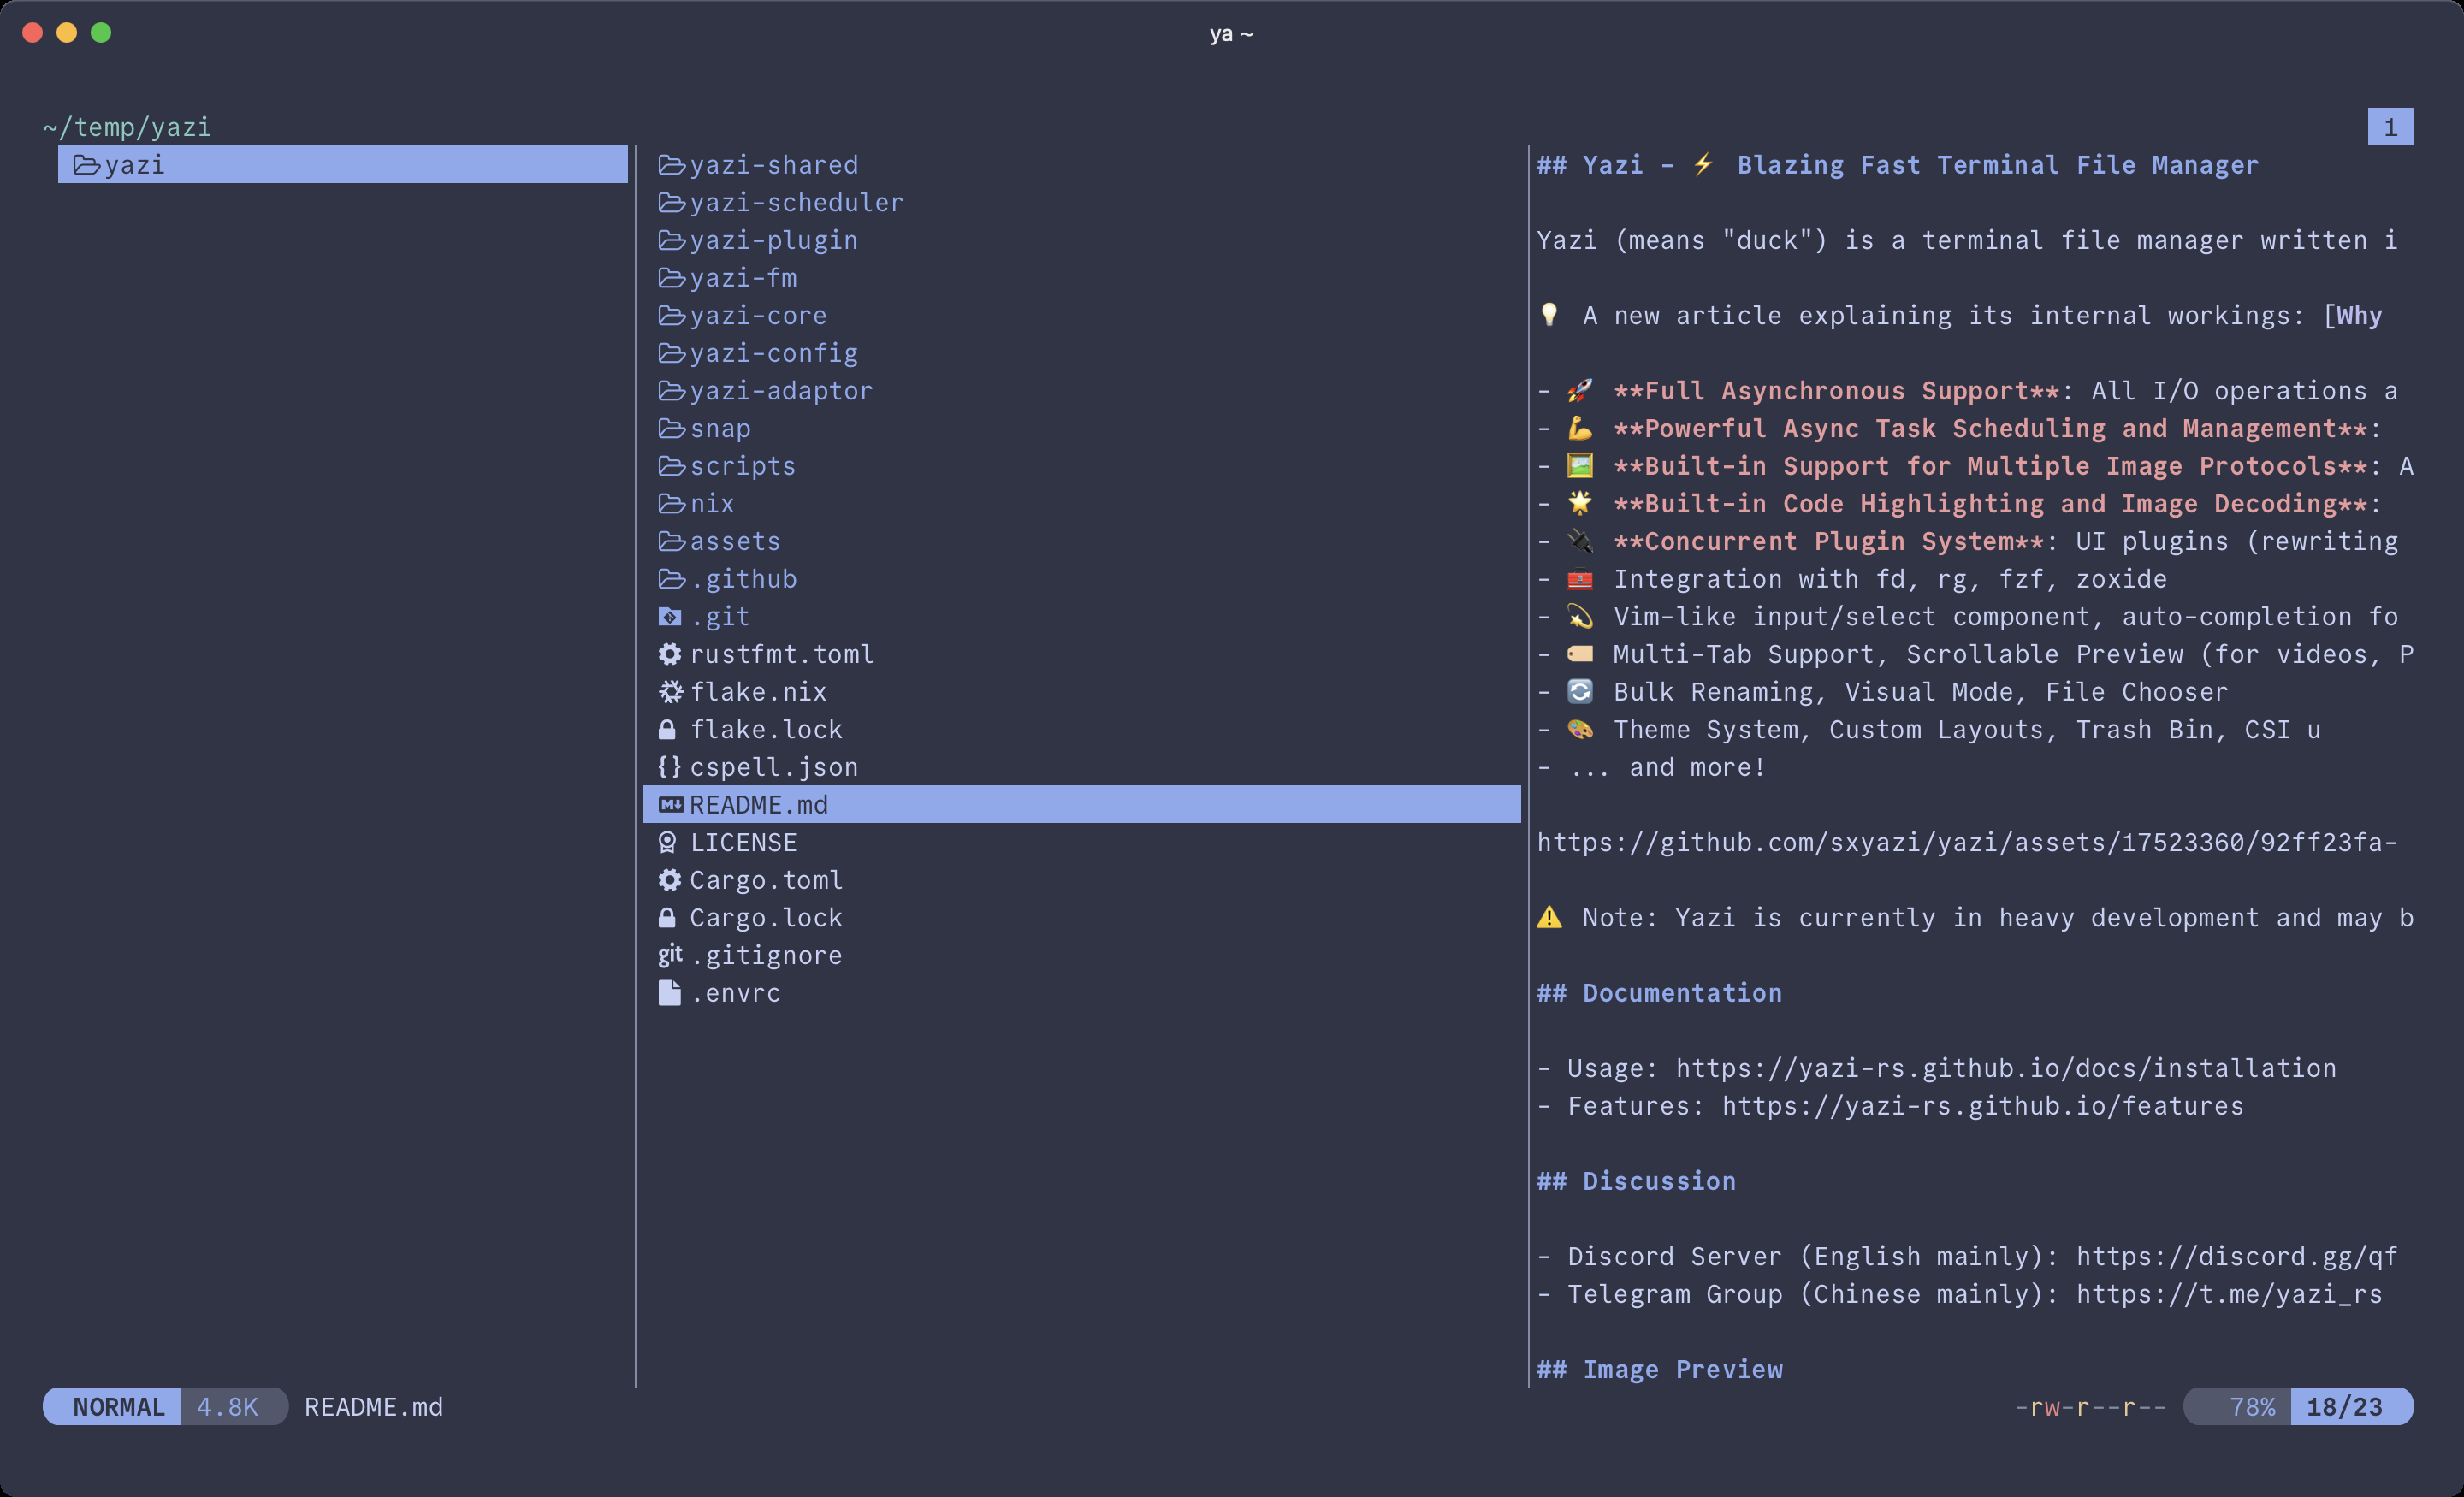 ya ~
~/temp/yazi
1
yazi
yazi-shared
yazi-scheduler
yazi-plugin
yazi-fm
yazi-core
yazi-config
yazi-adaptor
snap
scripts
nix
assets
.github
.git
rustfmt.toml
flake.nix
flake.lock
{} cspell.json
README.md
LICENSE
Cargo.toml
Cargo.lock
git .gitignore
.envrc
## Yazi - ⚡ Blazing Fast Terminal File Manager
Yazi (means "duck") is a terminal file manager written i
💡 A new article explaining its internal workings: [Why
- 🚀 **Full Asynchronous Support**: All I/O operations a
- 💪 **Powerful Async Task Scheduling and Management**:
- 🖼️ **Built-in Support for Multiple Image Protocols**: A
- 🌟 **Built-in Code Highlighting and Image Decoding**:
- 🔌 **Concurrent Plugin System**: UI plugins (rewriting
- 🧰 Integration with fd, rg, fzf, zoxide
- 💫 Vim-like input/select component, auto-completion fo
- 🏷️ Multi-Tab Support, Scrollable Preview (for videos, P
- 🔄 Bulk Renaming, Visual Mode, File Chooser
- 🎨 Theme System, Custom Layouts, Trash Bin, CSI u
- ... and more!
https://github.com/sxyazi/yazi/assets/17523360/92ff23fa-
⚠️ Note: Yazi is currently in heavy development and may b
## Documentation
- Usage: https://yazi-rs.github.io/docs/installation
- Features: https://yazi-rs.github.io/features
## Discussion
- Discord Server (English mainly): https://discord.gg/qf
- Telegram Group (Chinese mainly): https://t.me/yazi_rs
## Image Preview
NORMAL 4.8K README.md
-rw-r--r-- 78% 18/23